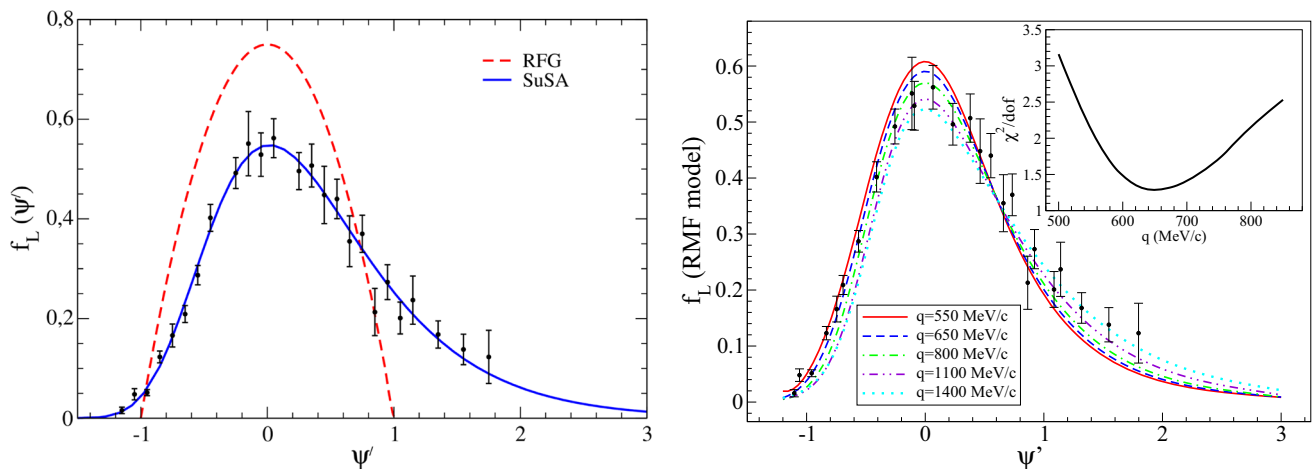 0,8
0,6
0,4
0,2
0
f_L (ψ′)
RFG
SuSA
-1 0 1 2 3
ψ′
0.6
0.5
0.4
0.3
0.2
0.1
0
f_L (RMF model)
q=550 MeV/c
q=650 MeV/c
q=800 MeV/c
q=1100 MeV/c
q=1400 MeV/c
-1 0 1 2 3
ψ’
3.5
3
2.5
2
1.5
1
χ²/dof
500 600 700 800
q (MeV/c)